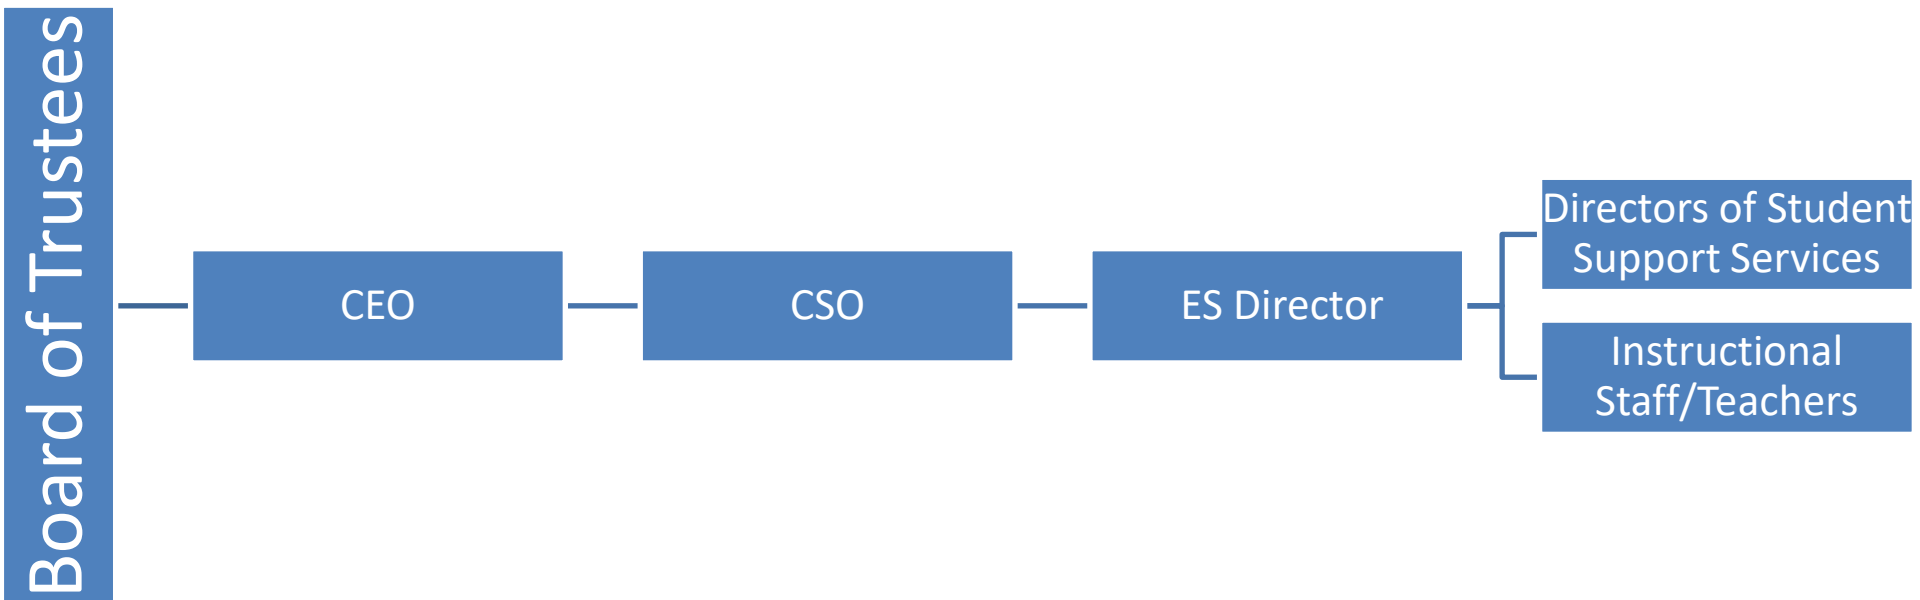 Board of Trustees
CEO
CSO
ES Director
Directors of Student
Support Services
Instructional
Staff/Teachers